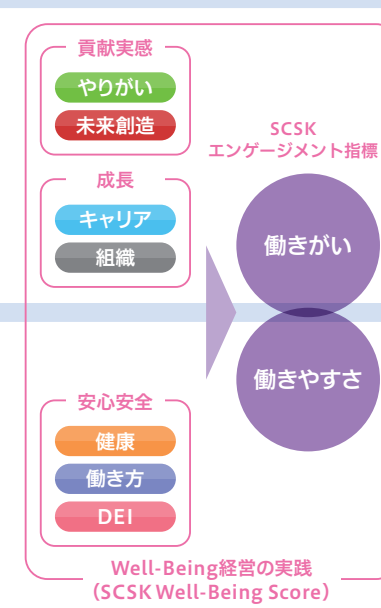 貢献実感
やりがい
未来創造
成長
キャリア
組織
安心安全
健康
働き方
DEI
SCSK
エンゲージメント指標
働きがい
働きやすさ
Well-Being経営の実践
（SCSK Well-Being Score）